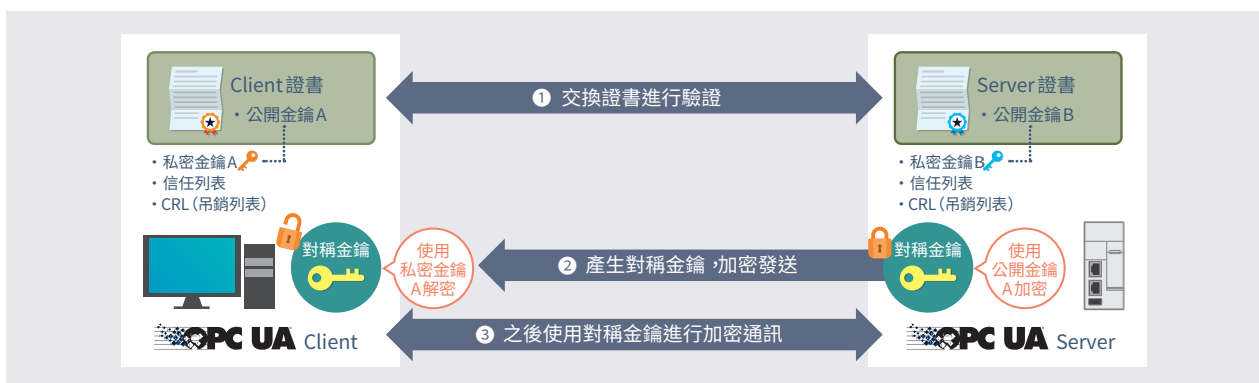 Client證書
・公開金鑰A
・私密金鑰A
・信任列表
・CRL(吊銷列表)
❶ 交換證書進行驗證
Server證書
・公開金鑰B
・私密金鑰B
・信任列表
・CRL(吊銷列表)
對稱金鑰
使用
私密金鑰
A解密
❷ 產生對稱金鑰,加密發送
對稱金鑰
使用
公開金鑰
A加密
OPC UA Client
❸ 之後使用對稱金鑰進行加密通訊
OPC UA Server